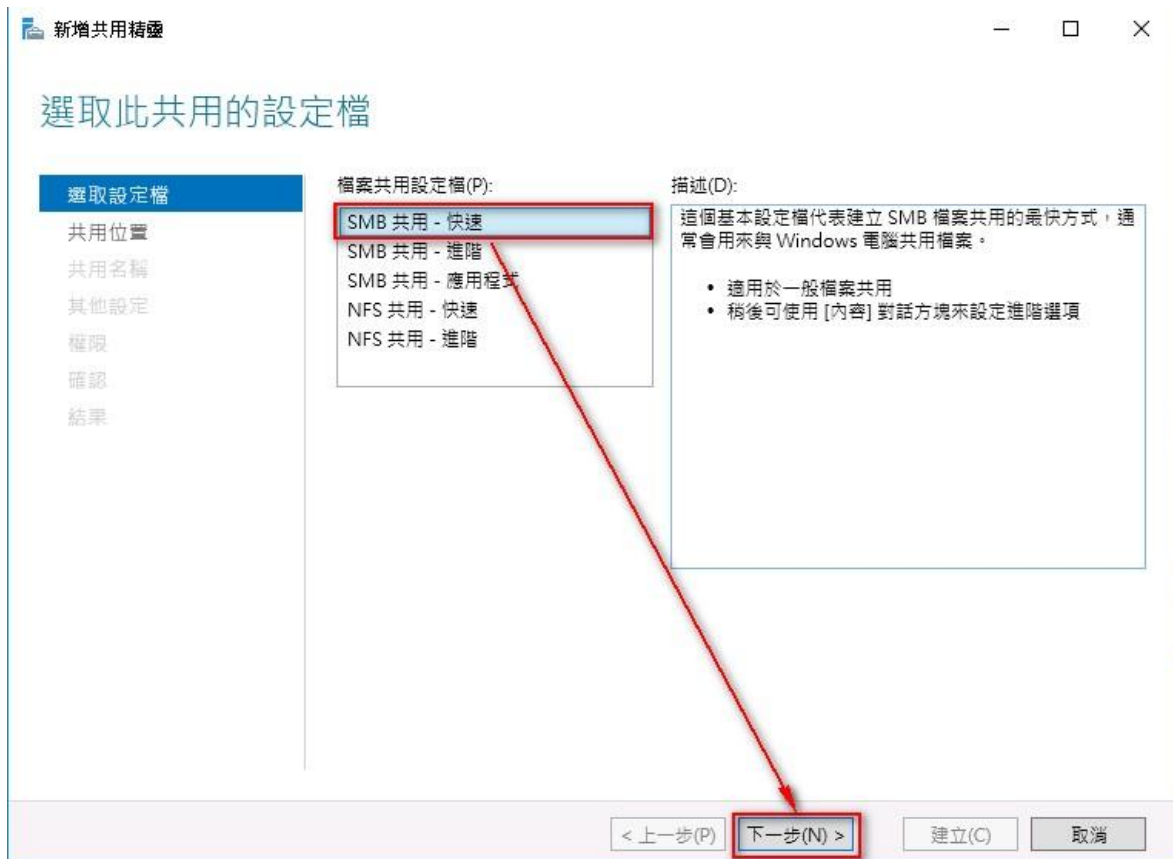 新增共用精靈
選取此共用的設定檔
選取設定檔
共用位置
共用名稱
其他設定
權限
確認
結果
檔案共用設定檔(P):
SMB 共用 - 快速
SMB 共用 - 進階
SMB 共用 - 應用程式
NFS 共用 - 快速
NFS 共用 - 進階
描述(D):
這個基本設定檔代表建立 SMB 檔案共用的最快方式，通
常會用來與 Windows 電腦共用檔案。
• 適用於一般檔案共用
• 稍後可使用 [內容] 對話方塊來設定進階選項
< 上一步(P)
下一步(N) >
建立(C)
取消